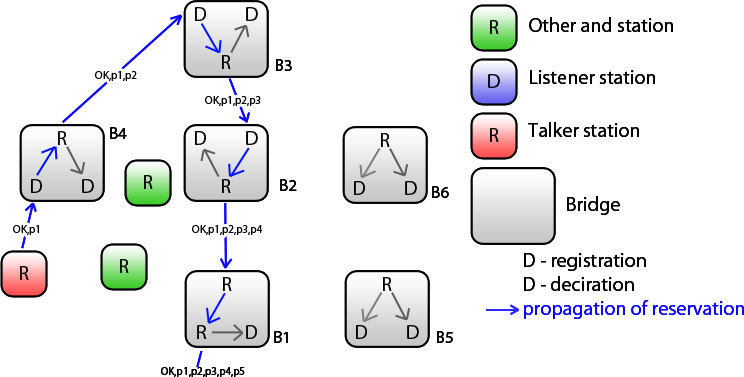 D
D
R
B3
R
Other and station
OK,p1,p2
D
Listener station
OK,p1,p2,p3
R
Talker station
B4
R
D
D
D
D
R
B2
R
R
D
D
B6
Bridge
OK,p1
OK,p1,p2,p3,p4
D - registration
D - deciration
propagation of reservation
R
R
R
R
D
B1
R
D
D
B5
OK,p1,p2,p3,p4,p5